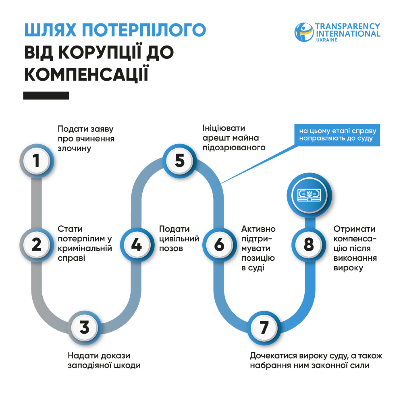 ШЛЯХ ПОТЕРПІЛОГО
ВІД КОРУПЦІЇ ДО
КОМПЕНСАЦІЇ
TRANSPARENCY
INTERNATIONAL
UKRAINE
1
Подати заяву
про вчинення
злочину
2
Стати
потерпілим у
кримінальній
справі
3
Надати докази
заподіяної шкоди
4
Подати
цивільний
позов
5
Ініціювати
арешт майна
підозрюваного
на цьому етапі справу
направляють до суду
6
Активно
підтри-
мувати
позицію
в суді
7
Дочекатися вироку суду, а також
набрання ним законної сили
8
Отримати
компенса-
цію після
виконання
вироку